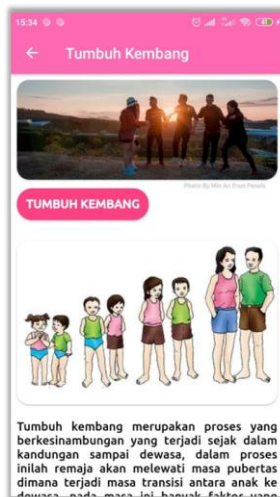 15:34
Tumbuh Kembang
Photo By Min An From Pexels
TUMBUH KEMBANG
Tumbuh kembang merupakan proses yang
berkesinambungan yang terjadi sejak dalam
kandungan sampai dewasa, dalam proses
inilah remaja akan melewati masa pubertas
dimana terjadi masa transisi antara anak ke
dewasa, pada masa ini banyak faktor yang